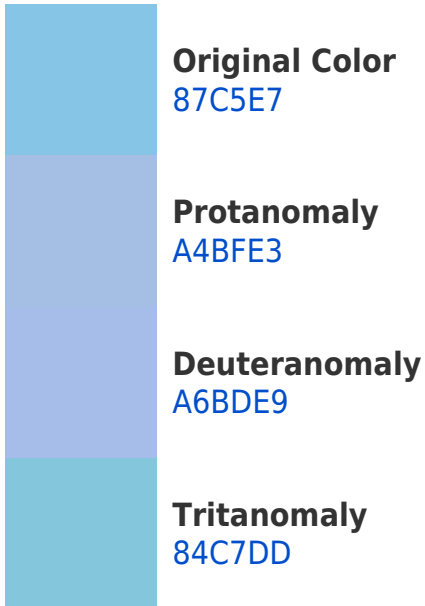 Original Color
87C5E7
Protanomaly
A4BFE3
Deuteranomaly
A6BDE9
Tritanomaly
84C7DD